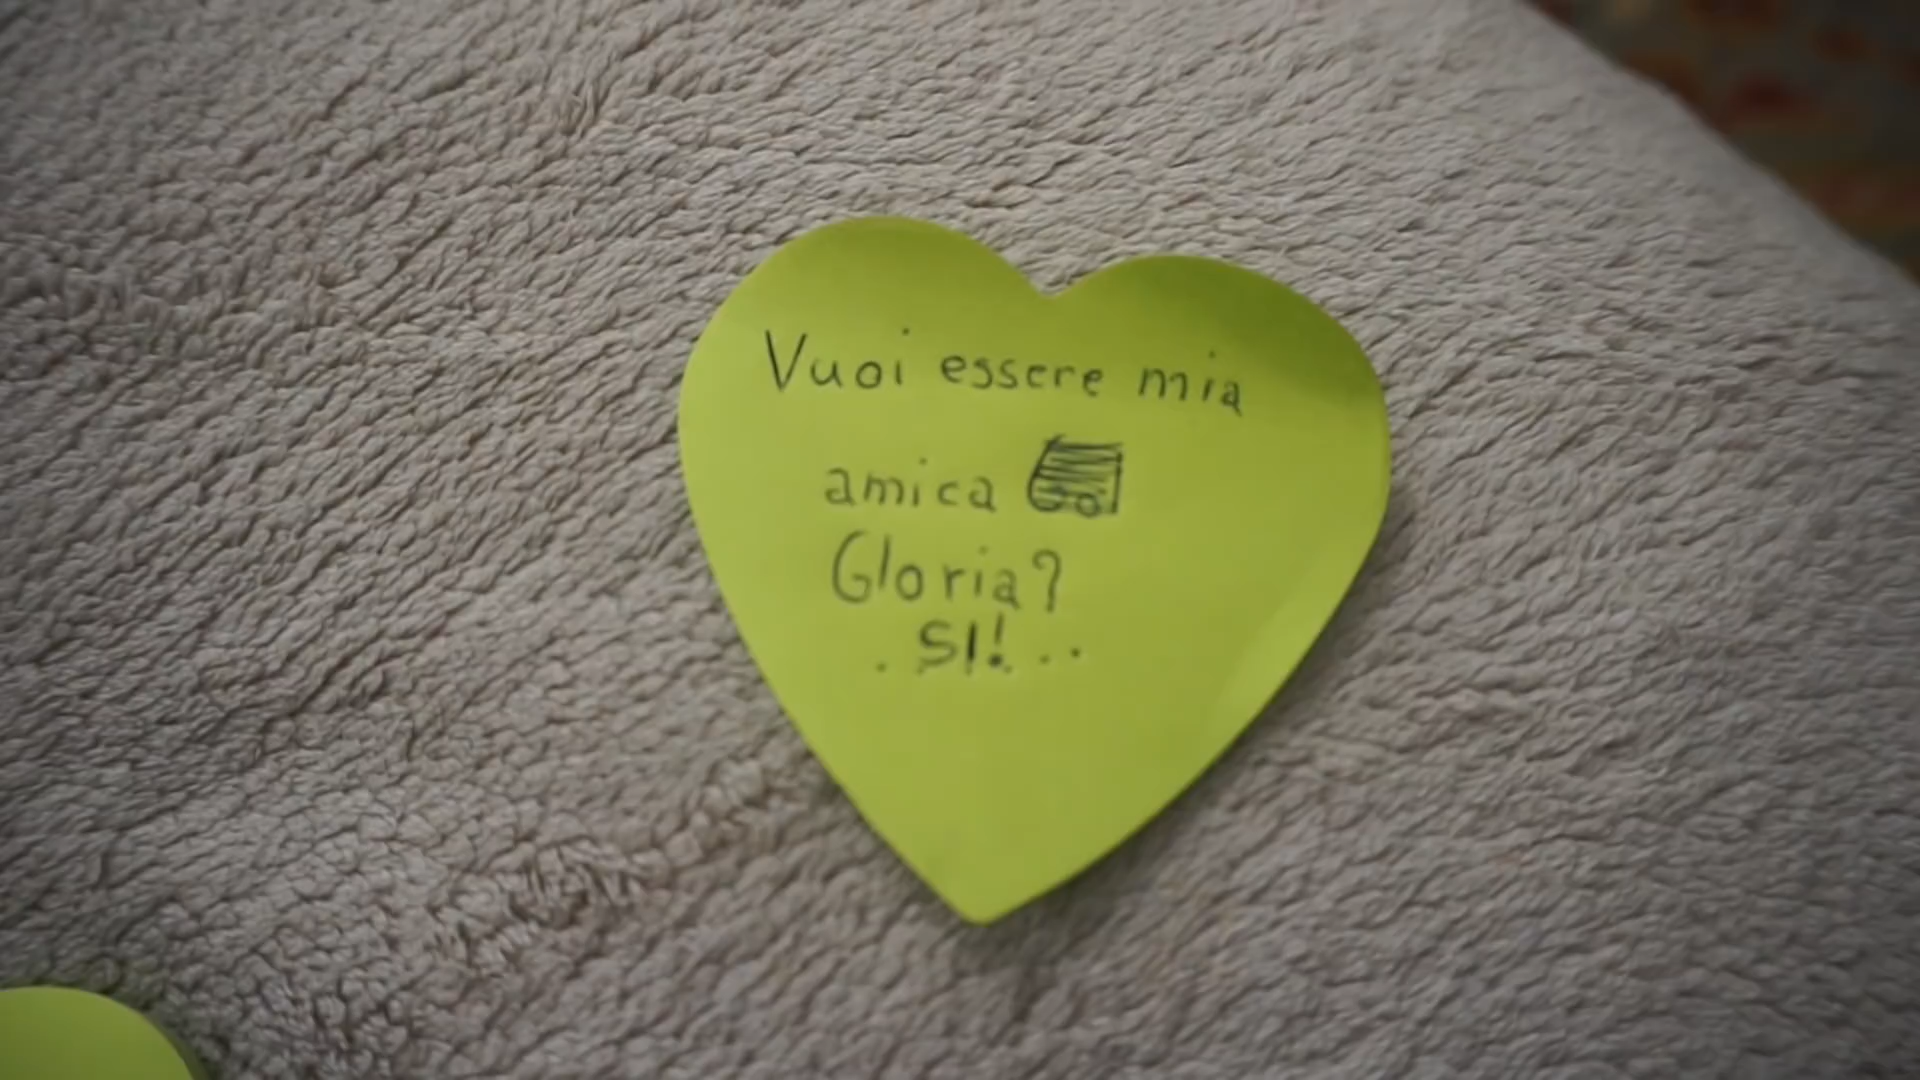 Vuoi essere mia
amica
Gloria?
. SI! . .